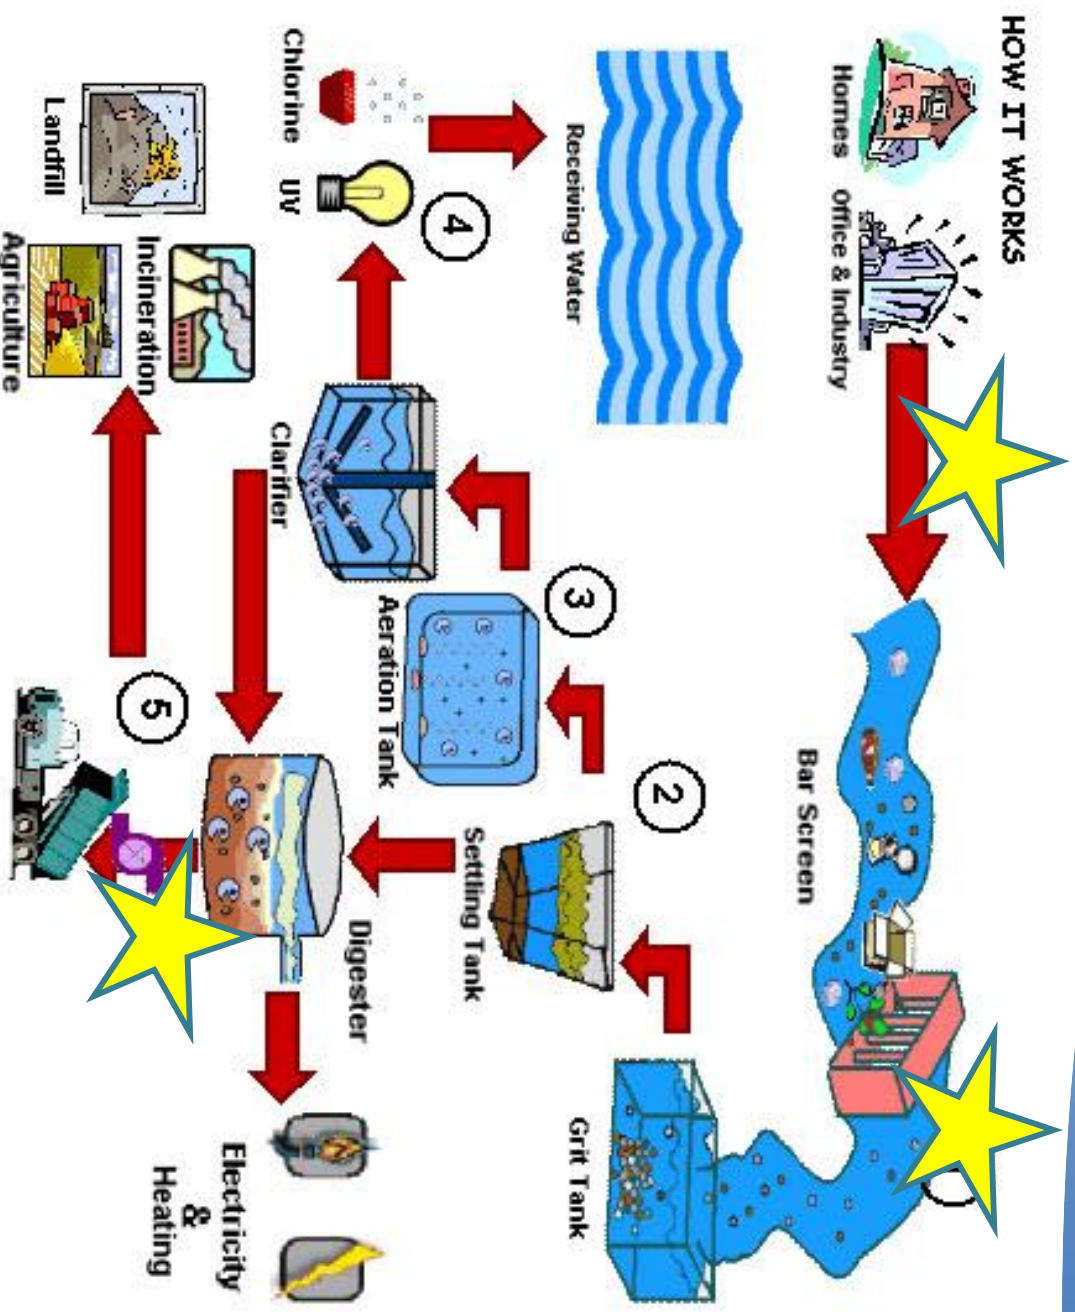 HOW IT WORKS
Homes
Office & Industry
Bar Screen
Grit Tank
Receiving Water
2
Settling Tank
3
Aeration Tank
4
Chlorine
UV
Clarifier
Digester
Electricity
&
Heating
5
Landfill
Incineration
Agriculture